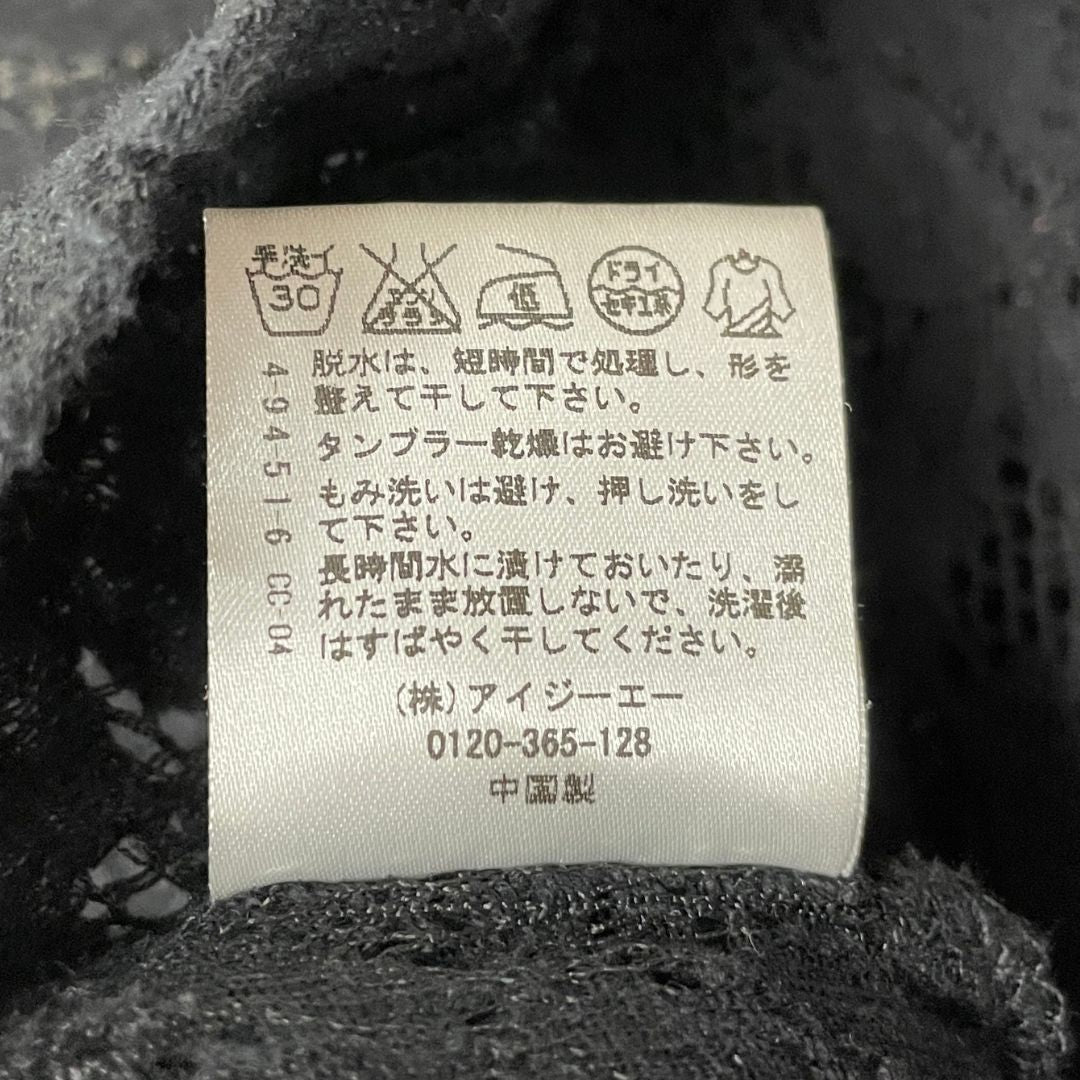 手洗イ
30
エンソ
サラシ
低
ドライ
セキユ系
脱水は、短時間で処理し、形を
整えて干して下さい。
タンブラー乾燥はお避け下さい。
もみ洗いは避け、押し洗いをし
て下さい。
長時間水に漬けておいたり、濡
れたまま放置しないで、洗濯後
はすばやく干してください。
4-94-51-6 CC-04
(株)アイジーエー
0120-365-128
中国製